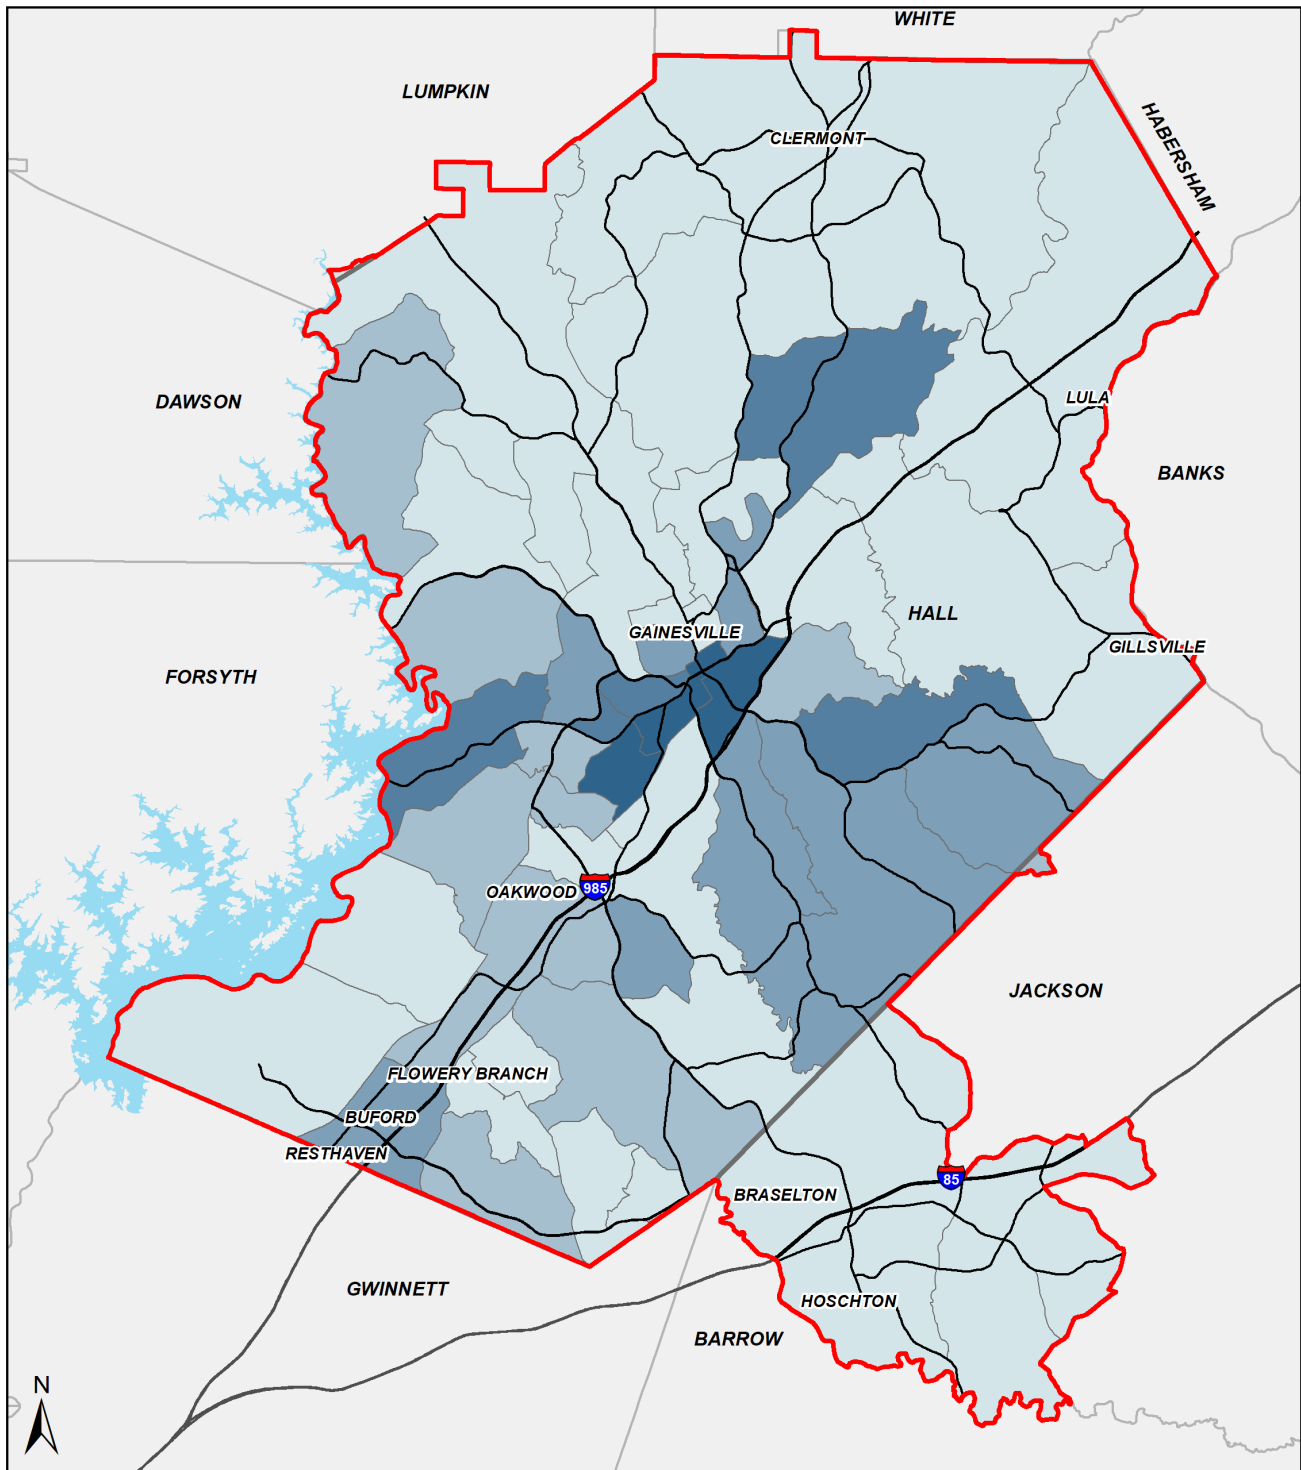 WHITE
LUMPKIN
HABERSHAM
CLERMONT
DAWSON
LULA
BANKS
HALL
GAINESVILLE
GILLSVILLE
FORSYTH
OAKWOOD
985
JACKSON
FLOWERY BRANCH
BUFORD
RESTHAVEN
85
BRASELTON
GWINNETT
HOSCHTON
BARROW
N